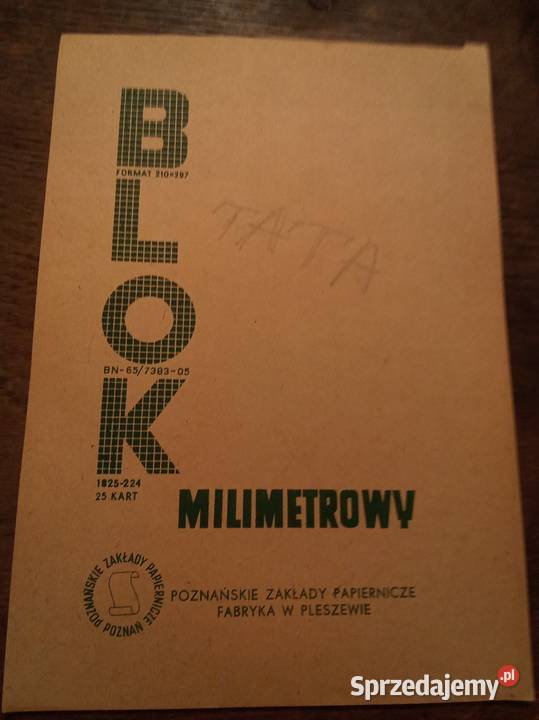 B
FORMAT 210×297
L
O
BN-65/7383-05
K
1825-224
25 KART
TATA
MILIMETROWY
POZNAŃSKIE ZAKŁADY PAPIERNICZE
POZNAŃ
POZNAŃSKIE ZAKŁADY PAPIERNICZE
FABRYKA W PLESZEWIE
Sprzedajemy.pl